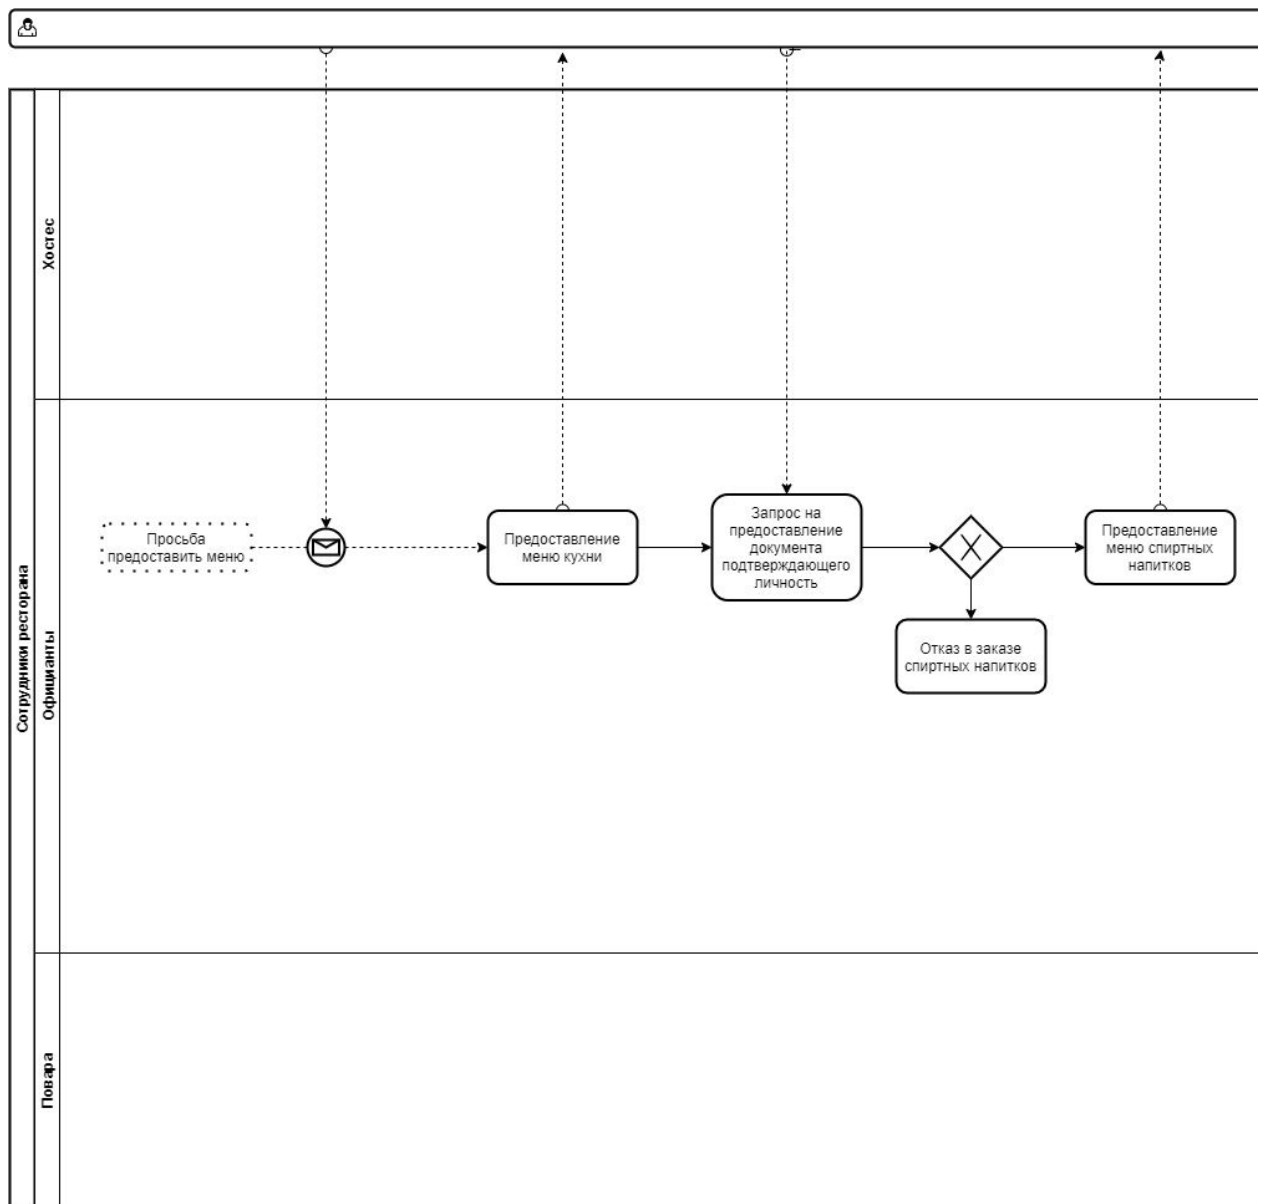 Сотрудники ресторана
Хостес
Официанты
Повара
Просьба
предоставить меню
Предоставление
меню кухни
Запрос на
предоставление
документа
подтверждающего
личность
Предоставление
меню спиртных
напитков
Отказ в заказе
спиртных напитков